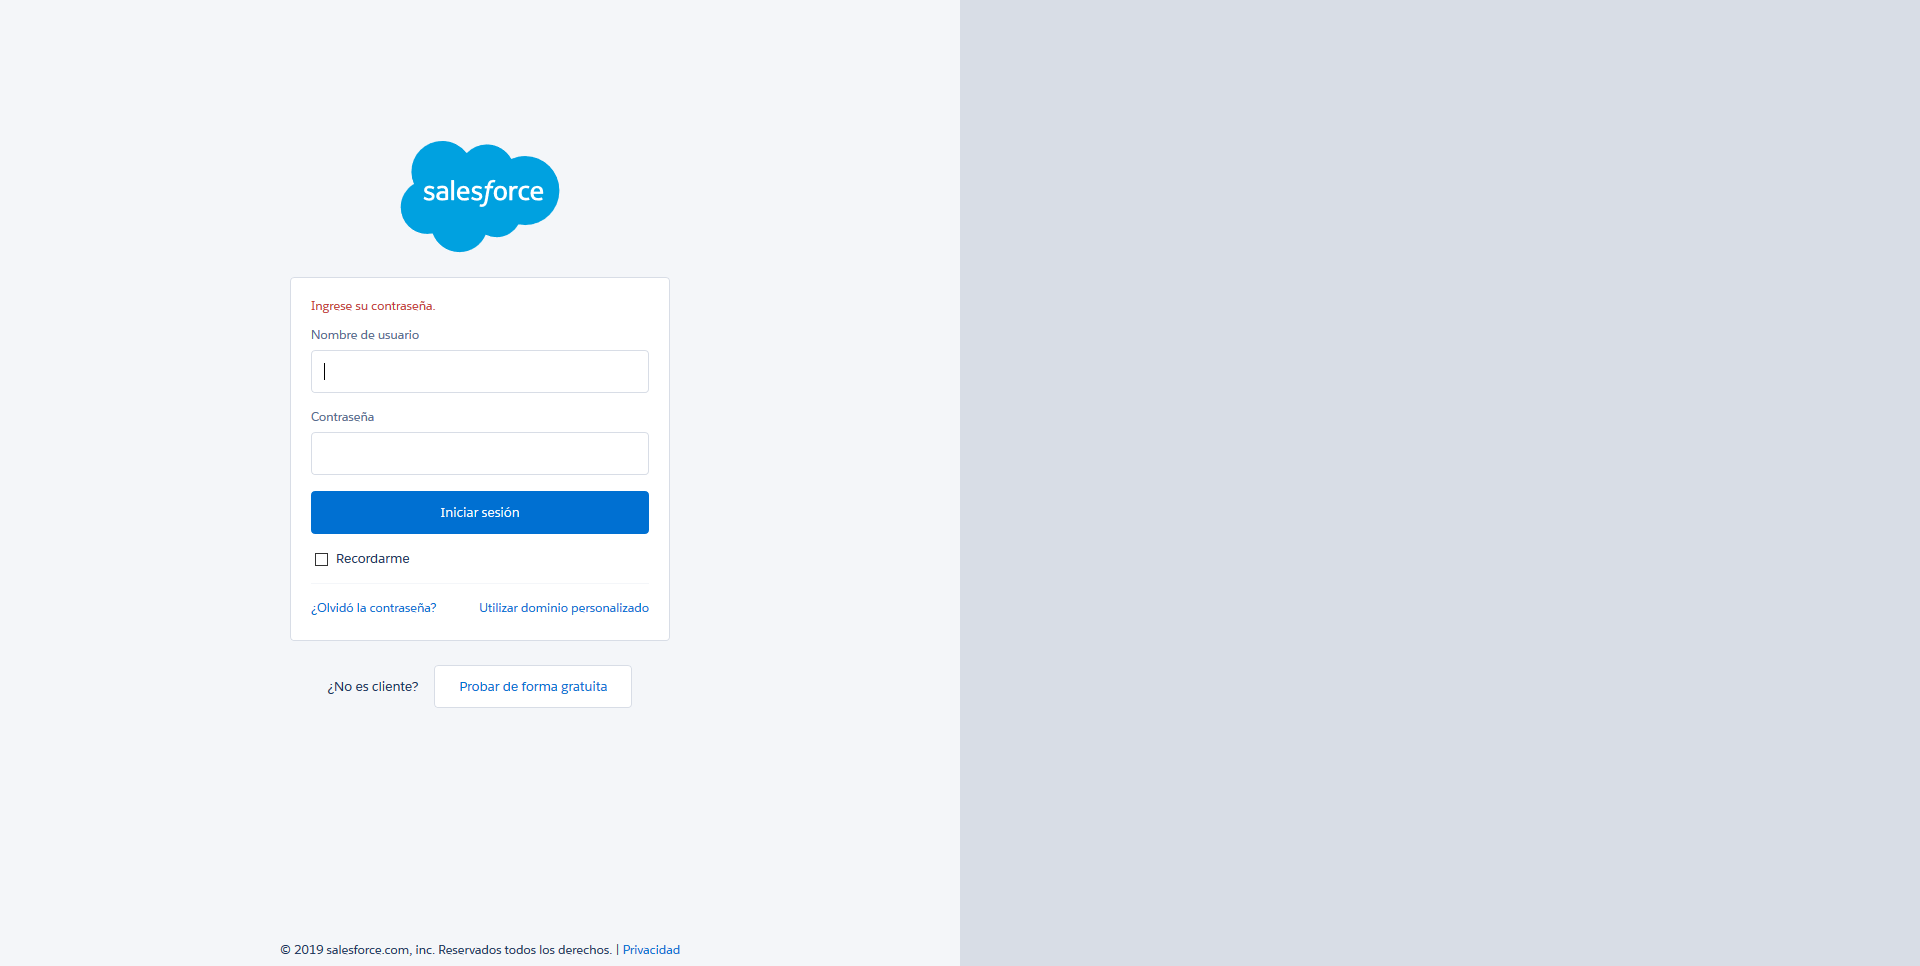 salesforce
Ingrese su contraseña.
Nombre de usuario
Contraseña
Iniciar sesión
Recordarme
¿Olvidó la contraseña? Utilizar dominio personalizado
¿No es cliente? Probar de forma gratuita
© 2019 salesforce.com, inc. Reservados todos los derechos. | Privacidad